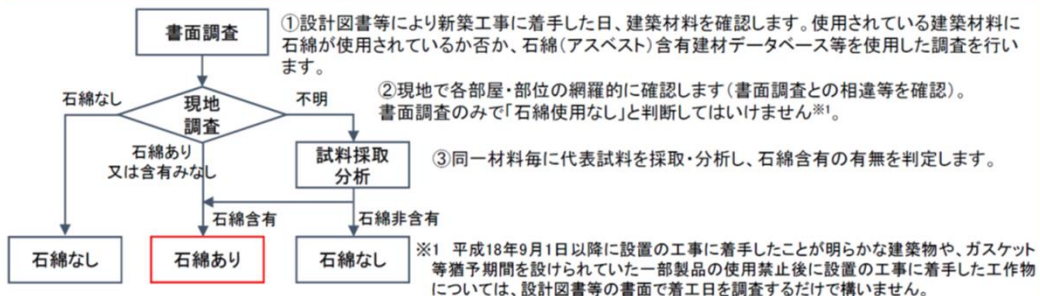 書面調査
①設計図書等により新築工事に着手した日、建築材料を確認します。使用されている建築材料に
石綿が使用されているか否か、石綿(アスベスト)含有建材データベース等を使用した調査を行い
ます。
石綿なし
現地
調査
不明
②現地で各部屋・部位の網羅的に確認します(書面調査との相違等を確認)。
書面調査のみで「石綿使用なし」と判断してはいけません※1。
石綿あり
又は含有みなし
試料採取
分析
③同一材料毎に代表試料を採取・分析し、石綿含有の有無を判定します。
石綿含有
石綿非含有
石綿なし
石綿あり
石綿なし
※1 平成18年9月1日以降に設置の工事に着手したことが明らかな建築物や、ガスケット
等猶予期間を設けられていた一部製品の使用禁止後に設置の工事に着手した工作物
については、設計図書等の書面で着工日を調査するだけで構いません。